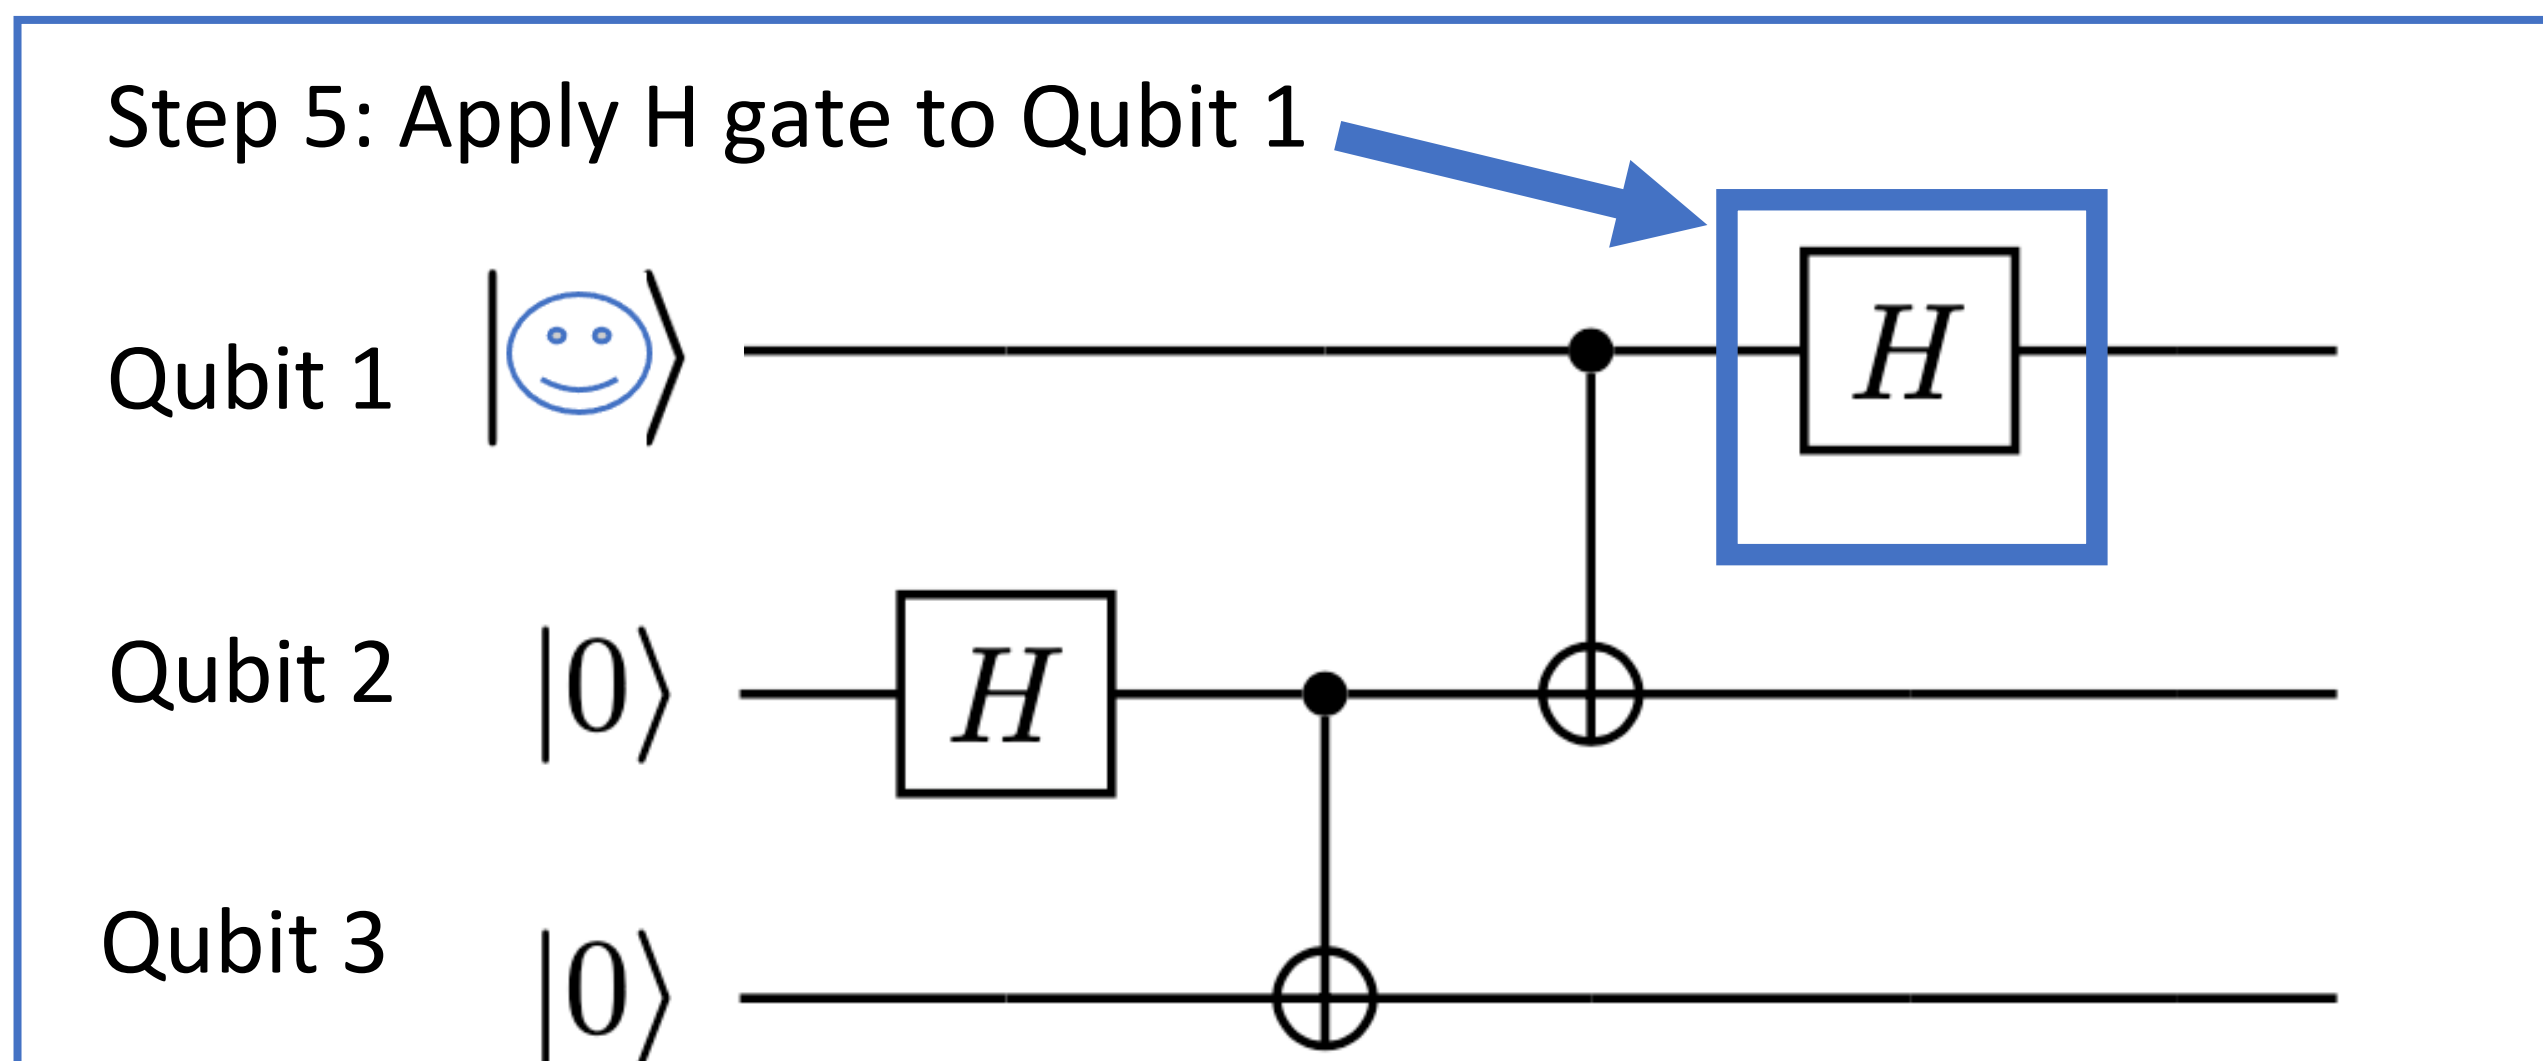 Step 5: Apply H gate to Qubit 1
Qubit 1 | ⟩ H
Qubit 2 |0⟩ H
Qubit 3 |0⟩